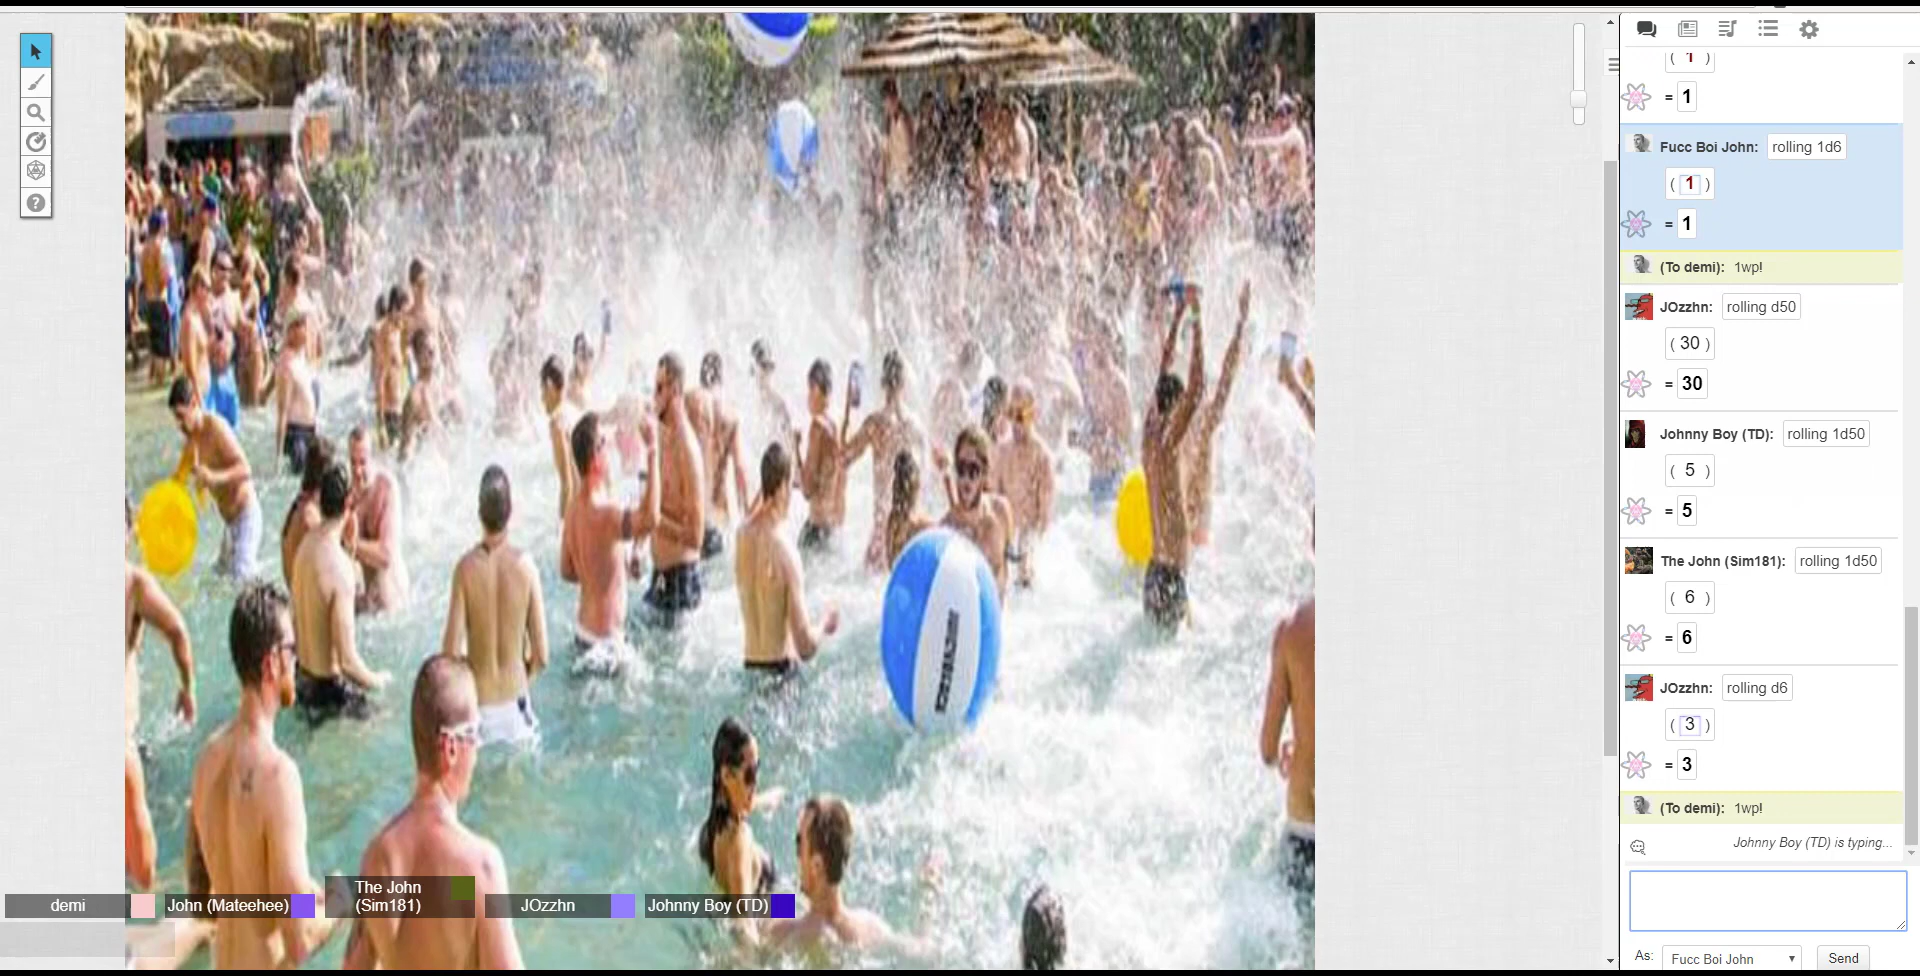 ( 1 )
= 1
Fucc Boi John: rolling 1d6
( 1 )
= 1
(To demi): 1wp!
JOzzhn: rolling d50
( 30 )
= 30
Johnny Boy (TD): rolling 1d50
( 5 )
= 5
The John (Sim181): rolling 1d50
( 6 )
= 6
JOzzhn: rolling d6
( 3 )
= 3
(To demi): 1wp!
Johnny Boy (TD) is typing...
As: Fucc Boi John Send
demi
John (Mateehee)
The John
(Sim181)
JOzzhn
Johnny Boy (TD)